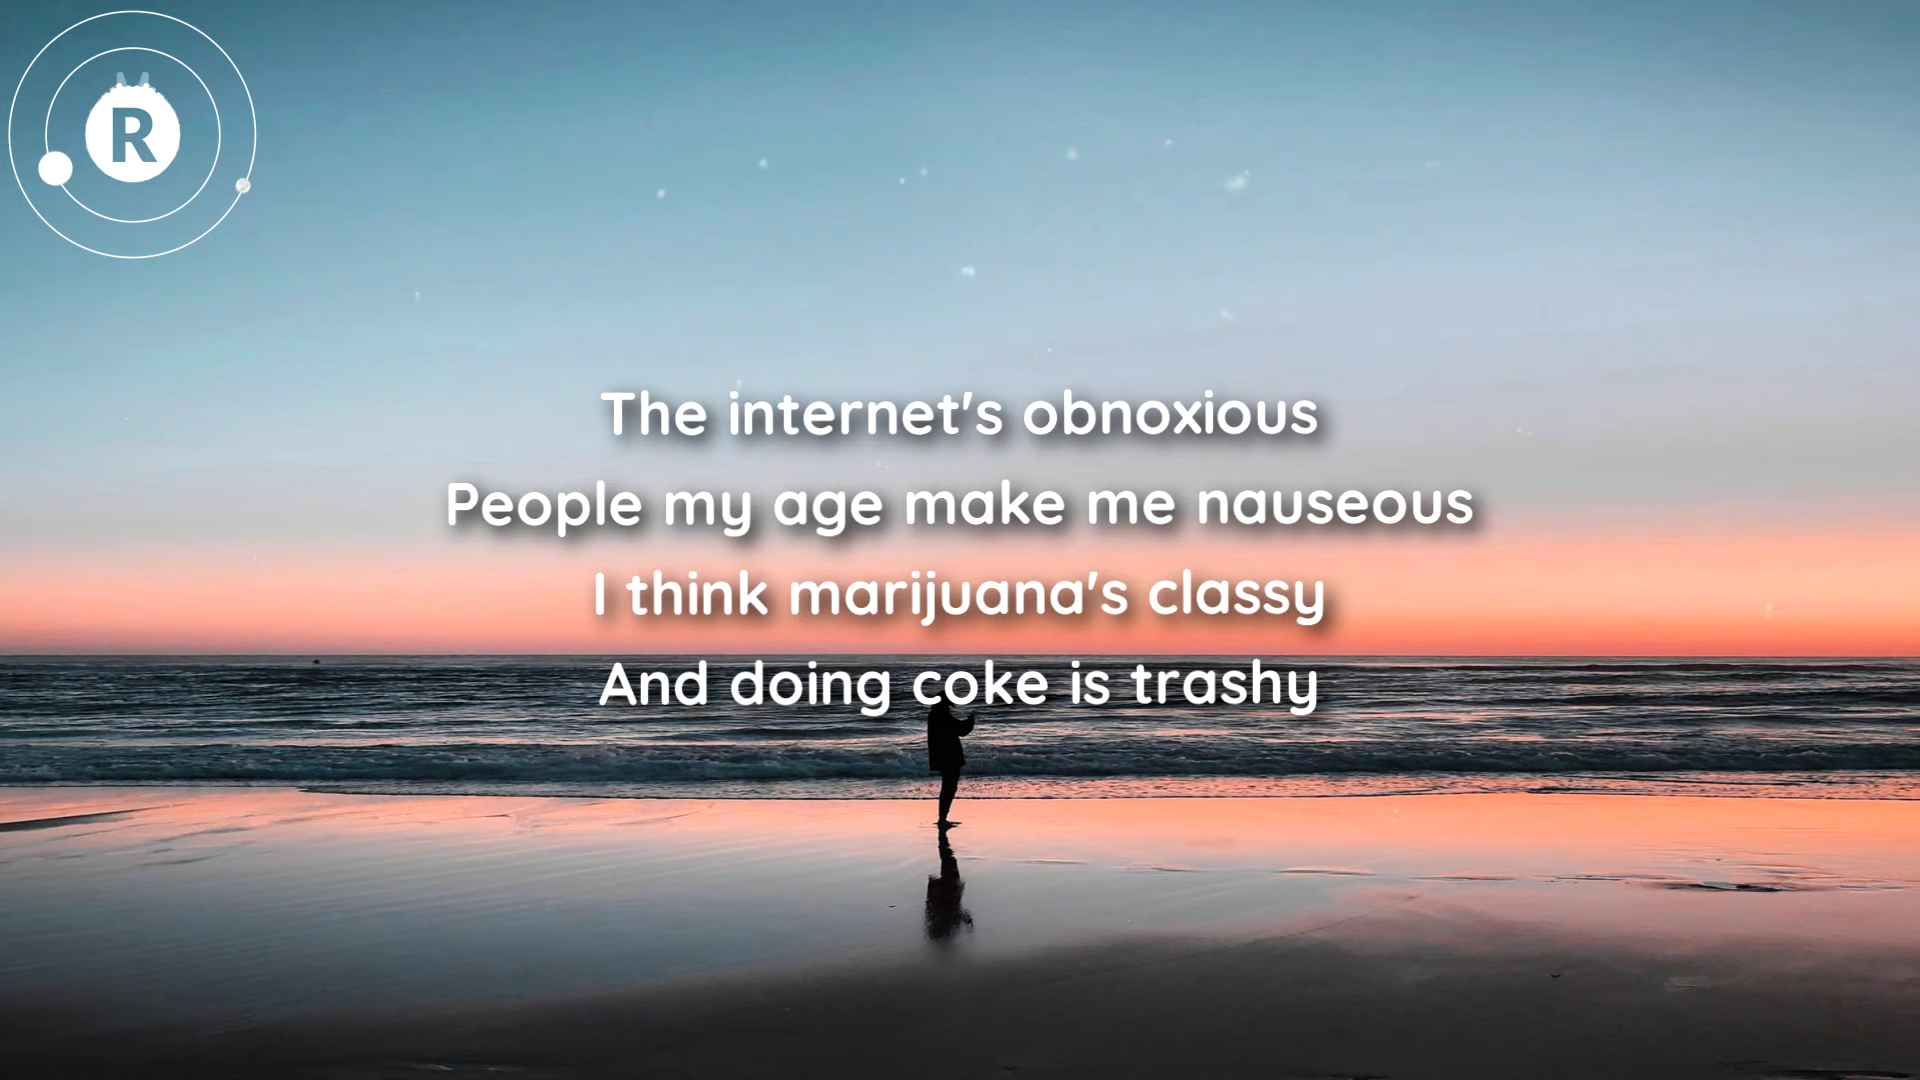 R
The internet's obnoxious
People my age make me nauseous
I think marijuana's classy
And doing coke is trashy